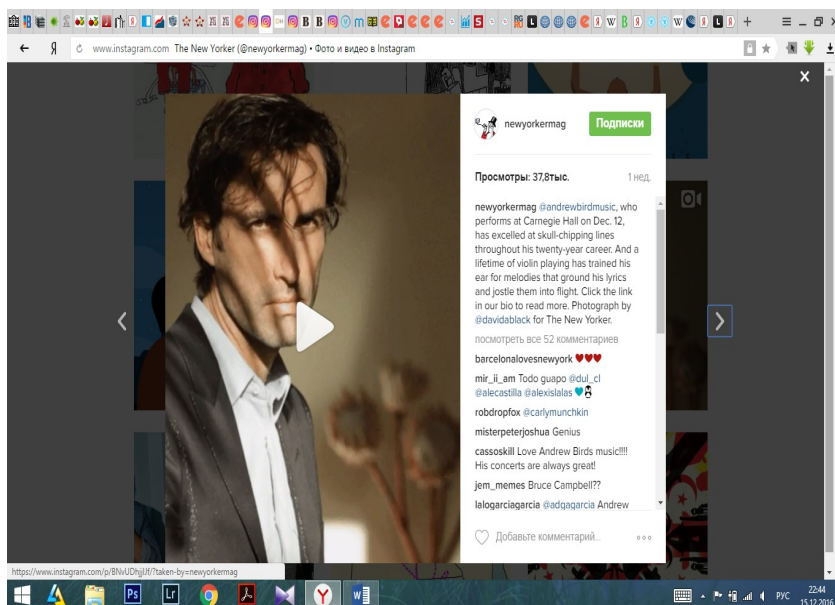 www.instagram.com The New Yorker (@newyorkermag) • Фото и видео в Instagram
newyorkermag
Подписки
Просмотры: 37,8тыс.
1 нед.
newyorkermag @andrewbirdmusic, who
performs at Carnegie Hall on Dec. 12,
has excelled at skull-chipping lines
throughout his twenty-year career. And a
lifetime of violin playing has trained his
ear for melodies that ground his lyrics
and jostle them into flight. Click the link
in our bio to read more. Photograph by
@davidablack for The New Yorker.
посмотреть все 52 комментариев
barcelonalovesnewyork
mir_ii_am Todo guapo @dul_cl
@alecastilla @alexislalas
robdropfox @carlymunchkin
misterpeterjoshua Genius
cassoskill Love Andrew Birds music!!!!
His concerts are always great!
jem_memes Bruce Campbell??
lalogarciagarcia @adgagarcia Andrew
Добавьте комментарий...
https://www.instagram.com/p/BNvUDhjjlJf/?taken-by=newyorkermag
Ps
Lr
РУС
22:44
15.12.2016